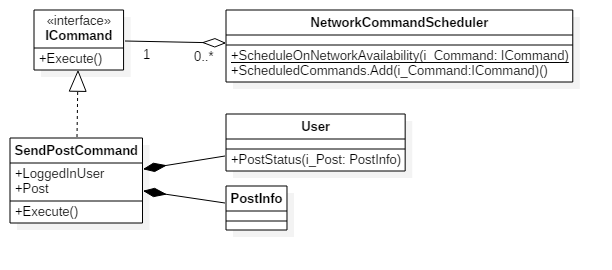 «interface»
ICommand
+Execute()
1
0..*
NetworkCommandScheduler
+ScheduleOnNetworkAvailability(i_Command: ICommand)
+ScheduledCommands.Add(i_Command:ICommand)()
SendPostCommand
+LoggedInUser
+Post
+Execute()
User
+PostStatus(i_Post: PostInfo)
PostInfo